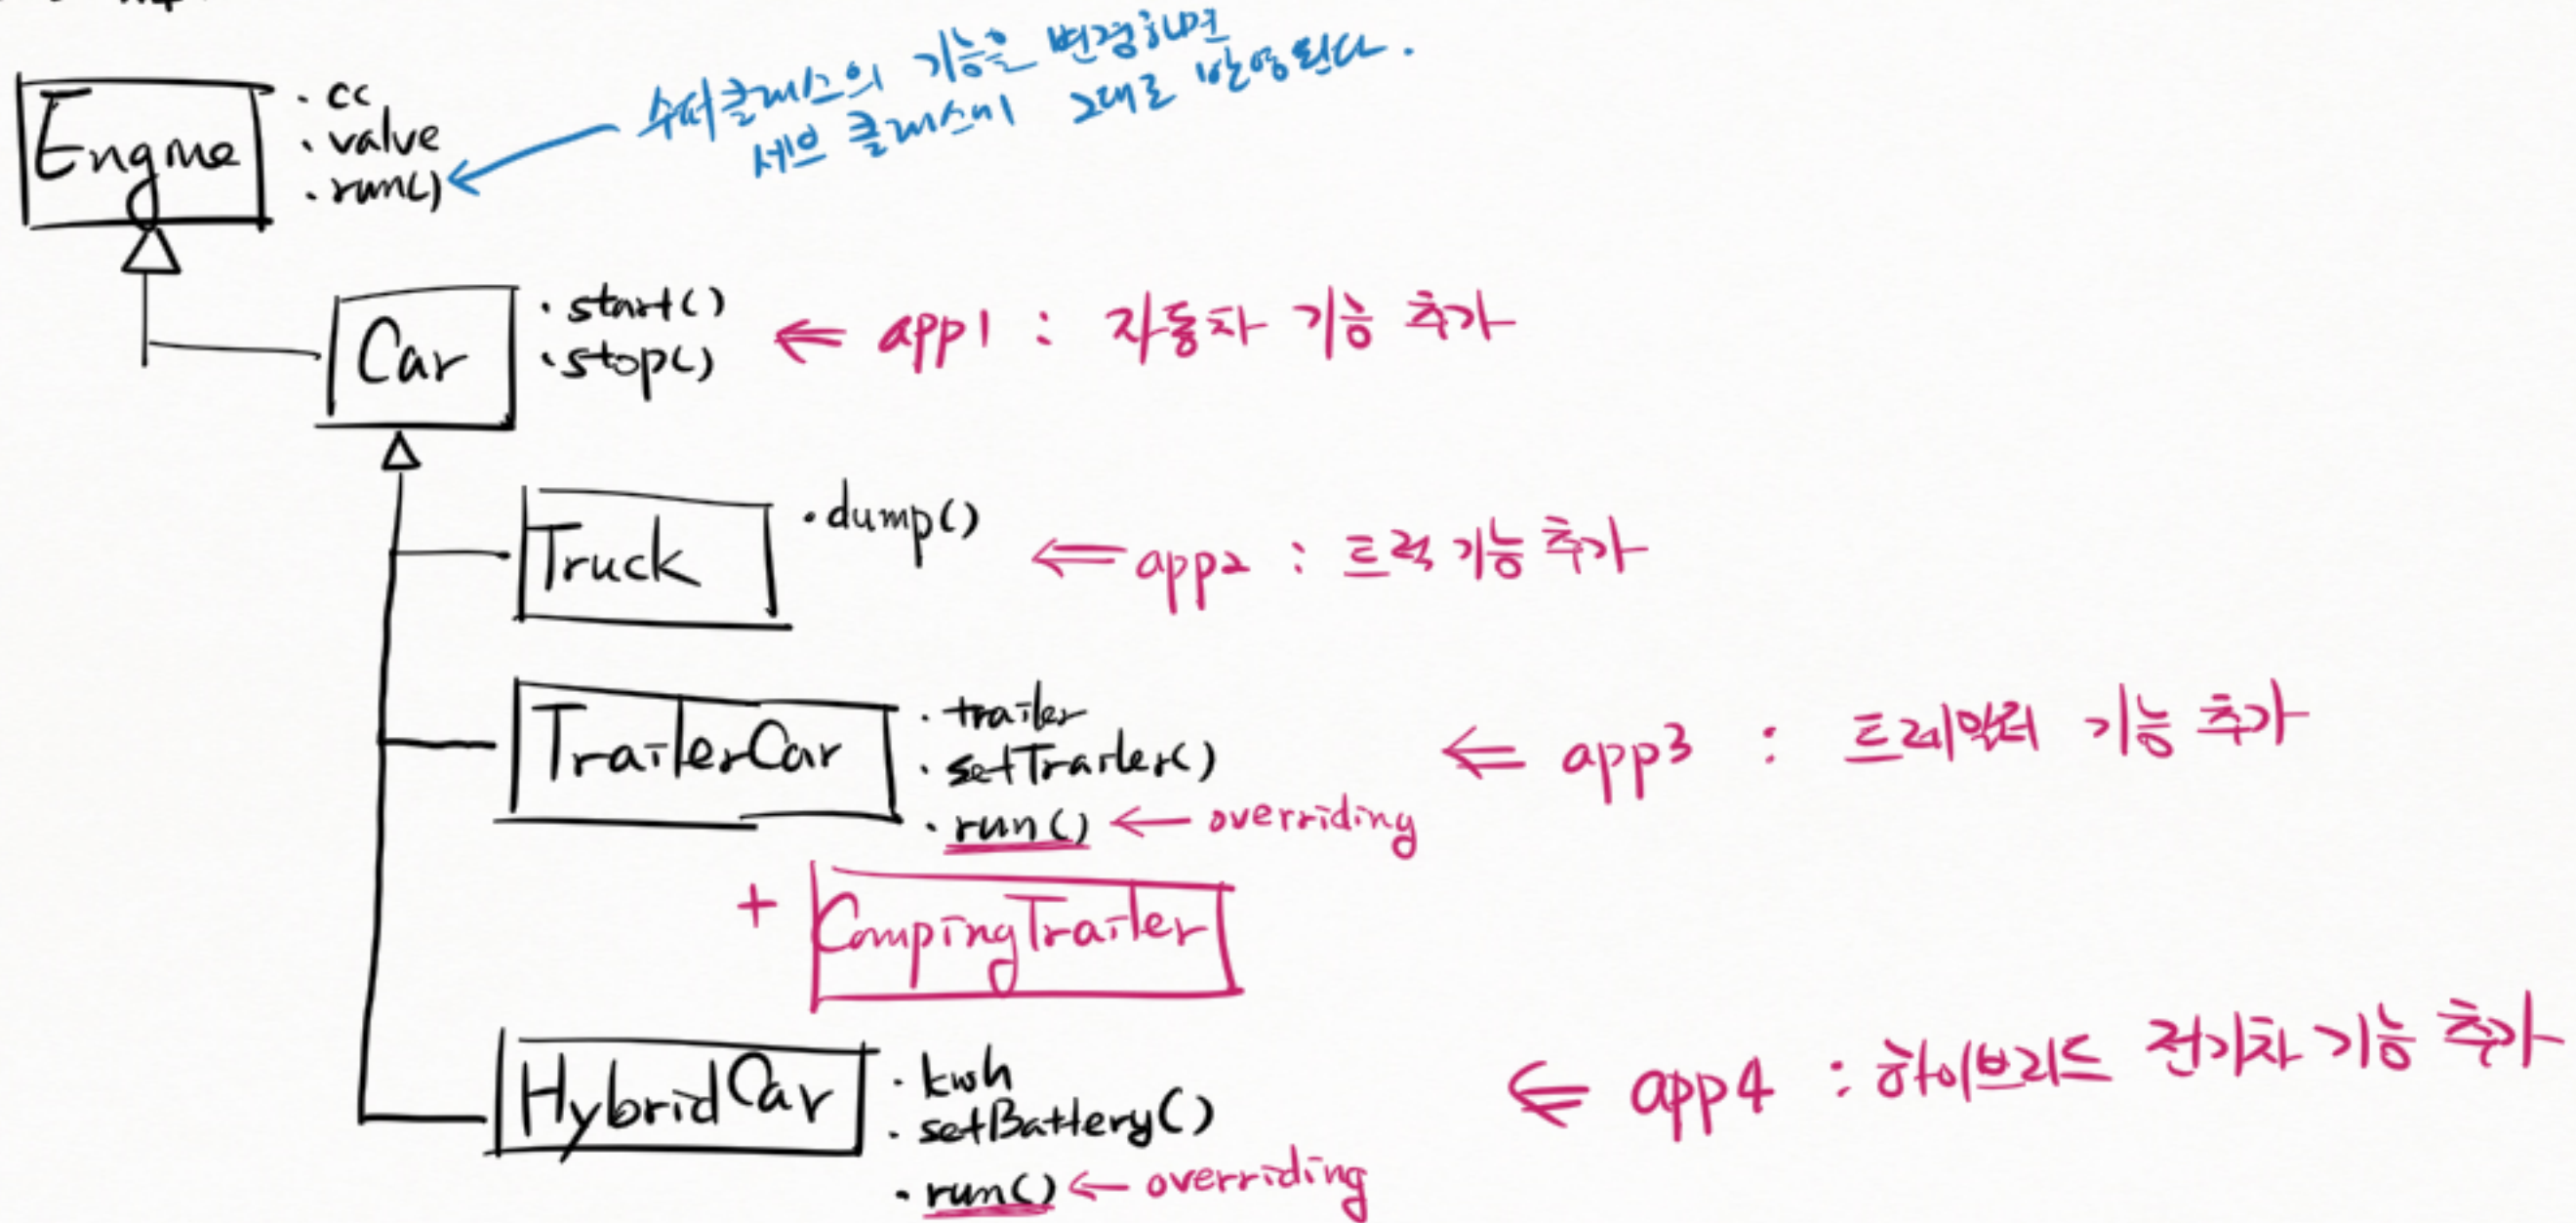 수퍼클래스의 기능을 변경하면
세브 클래스에 그대로 반영된다.
Engine
· cc
· valve
· run()
Car
· start()
· stop()
← app1 : 자동차 기능 추가
Truck
· dump()
← app2 : 트럭 기능 추가
TrailerCar
· trailer
· setTrailer()
· run() ← overriding
← app3 : 트레일러 기능 추가
+ CampingTrailer
HybridCar
· kwh
· setBattery()
· run() ← overriding
← app4 : 하이브리드 전기차 기능 추가